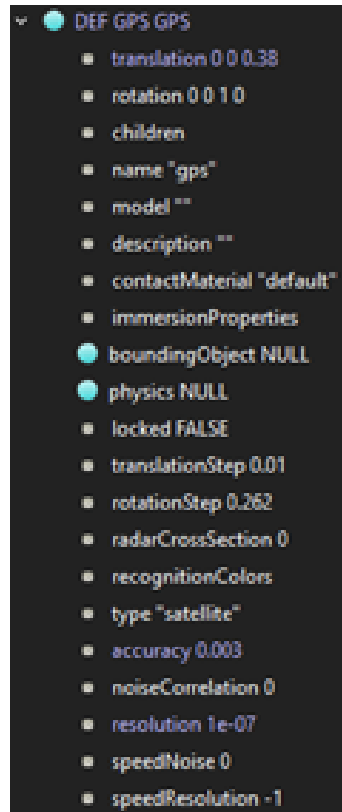 DEF GPS GPS
translation 0 0 0.38
rotation 0 0 1 0
children
name "gps"
model ""
description ""
contactMaterial "default"
immersionProperties
boundingObject NULL
physics NULL
locked FALSE
translationStep 0.01
rotationStep 0.262
radarCrossSection 0
recognitionColors
type "satellite"
accuracy 0.003
noiseCorrelation 0
resolution 1e-07
speedNoise 0
speedResolution -1